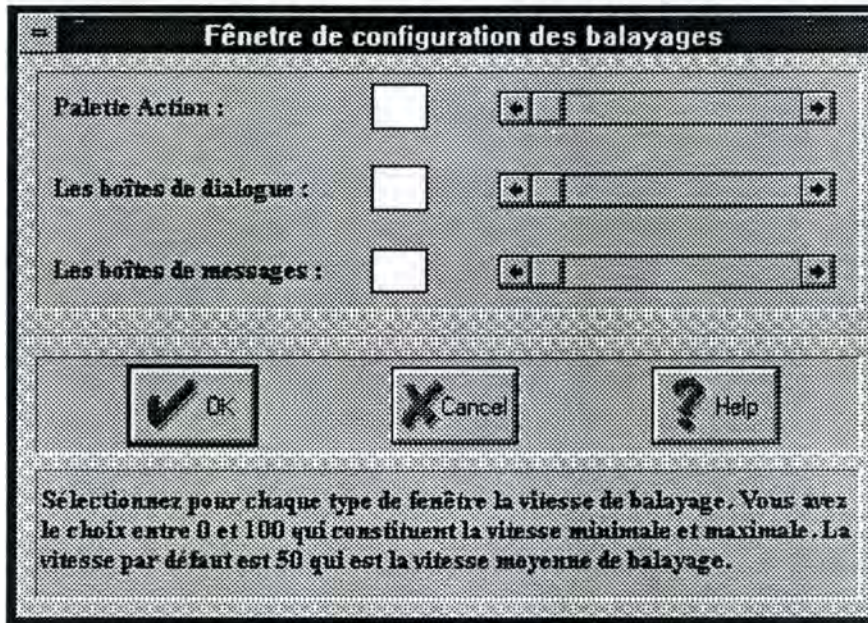 Fênetre de configuration des balayages
Palette Action :
Les boîtes de dialogue :
Les boîtes de messages :
OK
Cancel
Help
Sélectionnez pour chaque type de fenêtre la vitesse de balayage. Vous avez
le choix entre 0 et 100 qui constituent la vitesse minimale et maximale. La
vitesse par défaut est 50 qui est la vitesse moyenne de balayage.